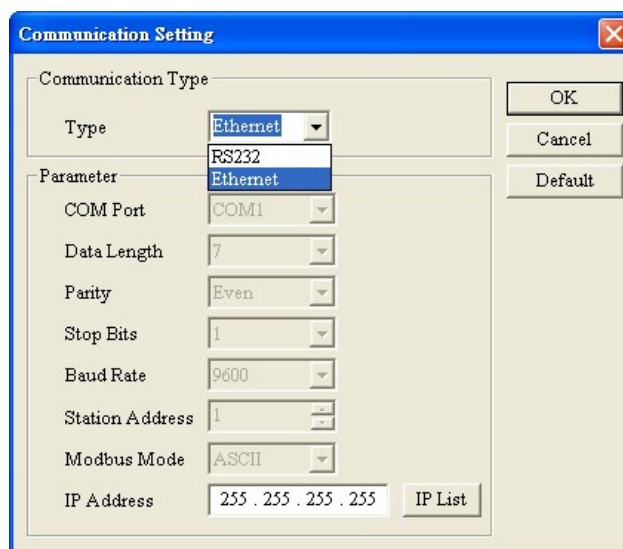 Communication Setting
Communication Type
Type Ethernet
RS232
Ethernet
OK
Cancel
Default
Parameter
COM Port COM1
Data Length 7
Parity Even
Stop Bits 1
Baud Rate 9600
Station Address 1
Modbus Mode ASCII
IP Address 255 . 255 . 255 . 255 IP List